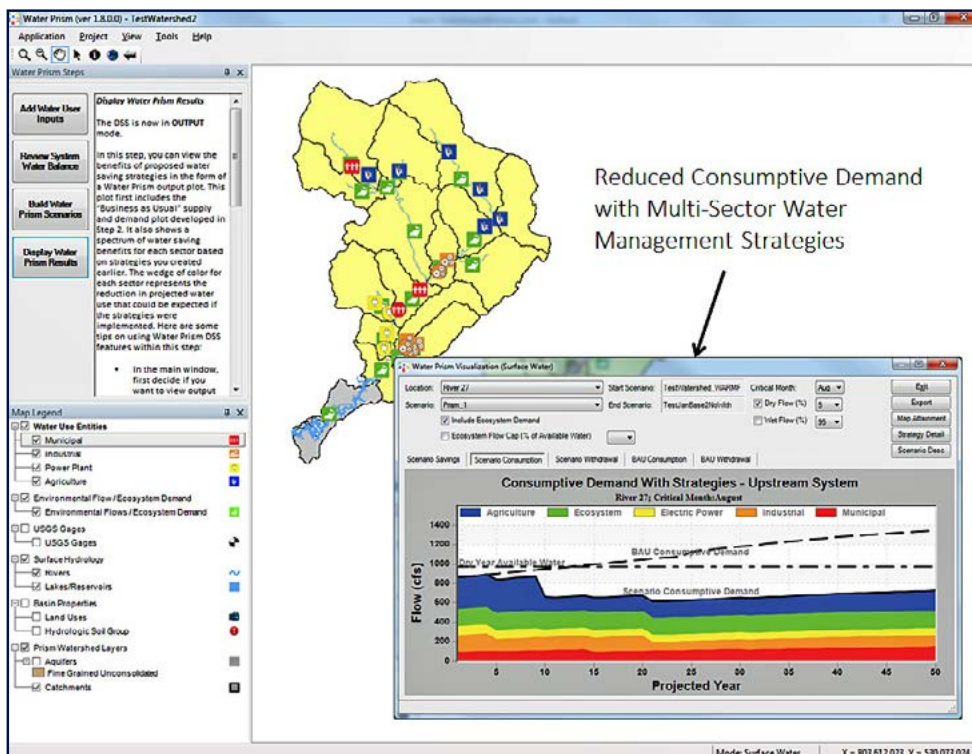 Water Prism (ver 1.8.0.0) - TestWatershed2
Application Project View Tools Help
Water Prism Steps
Add Water User
Inputs
Review System
Water Balance
Build Water
Prism Scenarios
Display Water
Prism Results
Display Water Prism Results
The DSS is now in OUTPUT
mode.
In this step, you can view the
benefits of proposed water
saving strategies in the form of
a Water Prism output plot. This
plot first includes the
"Business as Usual" supply
and demand plot developed in
Step 2. It also shows a
spectrum of water saving
benefits for each sector based
on strategies you created
earlier. The wedge of color for
each sector represents the
reduction in projected water
use that could be expected if
the strategies were
implemented. Here are some
tips on using Water Prism DSS
features within this step:
• In the main window,
first decide if you
want to view output
Map Legend
Water Use Entities
Municipal
Industrial
Power Plant
Agriculture
Environmental Flow/Ecosystem Demand
Environmental Flows / Ecosystem Demand
USGS Gages
USGS Gages
Surface Hydrology
Rivers
Lakes/Reservoirs
Basin Properties
Land Uses
Hydrologic Soil Group
Prism Watershed Layers
Aquifers
Fine Grained Unconsolidated
Catchments
Reduced Consumptive Demand
with Multi-Sector Water
Management Strategies
Water Prism Visualization (Surface Water)
Location: River 27 Start Scenario: TestWatershed_WARMF Critical Month: Aug Exit
Scenario: Prism_1 End Scenario: Dry Flow (%) 5 Export
Include Ecosystem Demand Inlet Flow (%) Map Attainment
Ecosystem Flow Cap (% of Available Water) Strategy Detail
Scenario Desc
Scenario Savings Scenario Consumption Scenario Withdrawal BAU Consumption BAU Withdrawal
Consumptive Demand With Strategies - Upstream System
River 27; Critical Month:August
Agriculture Ecosystem Electric Power Industrial Municipal
1400
1200
1000
800
600
400
200
0
Flow (cfs)
BAU Consumptive Demand
Dry Year Available Water
Scenario Consumptive Demand
5 10 15 20 25 30 35 40 45 50
Projected Year
Mode: Surface Water